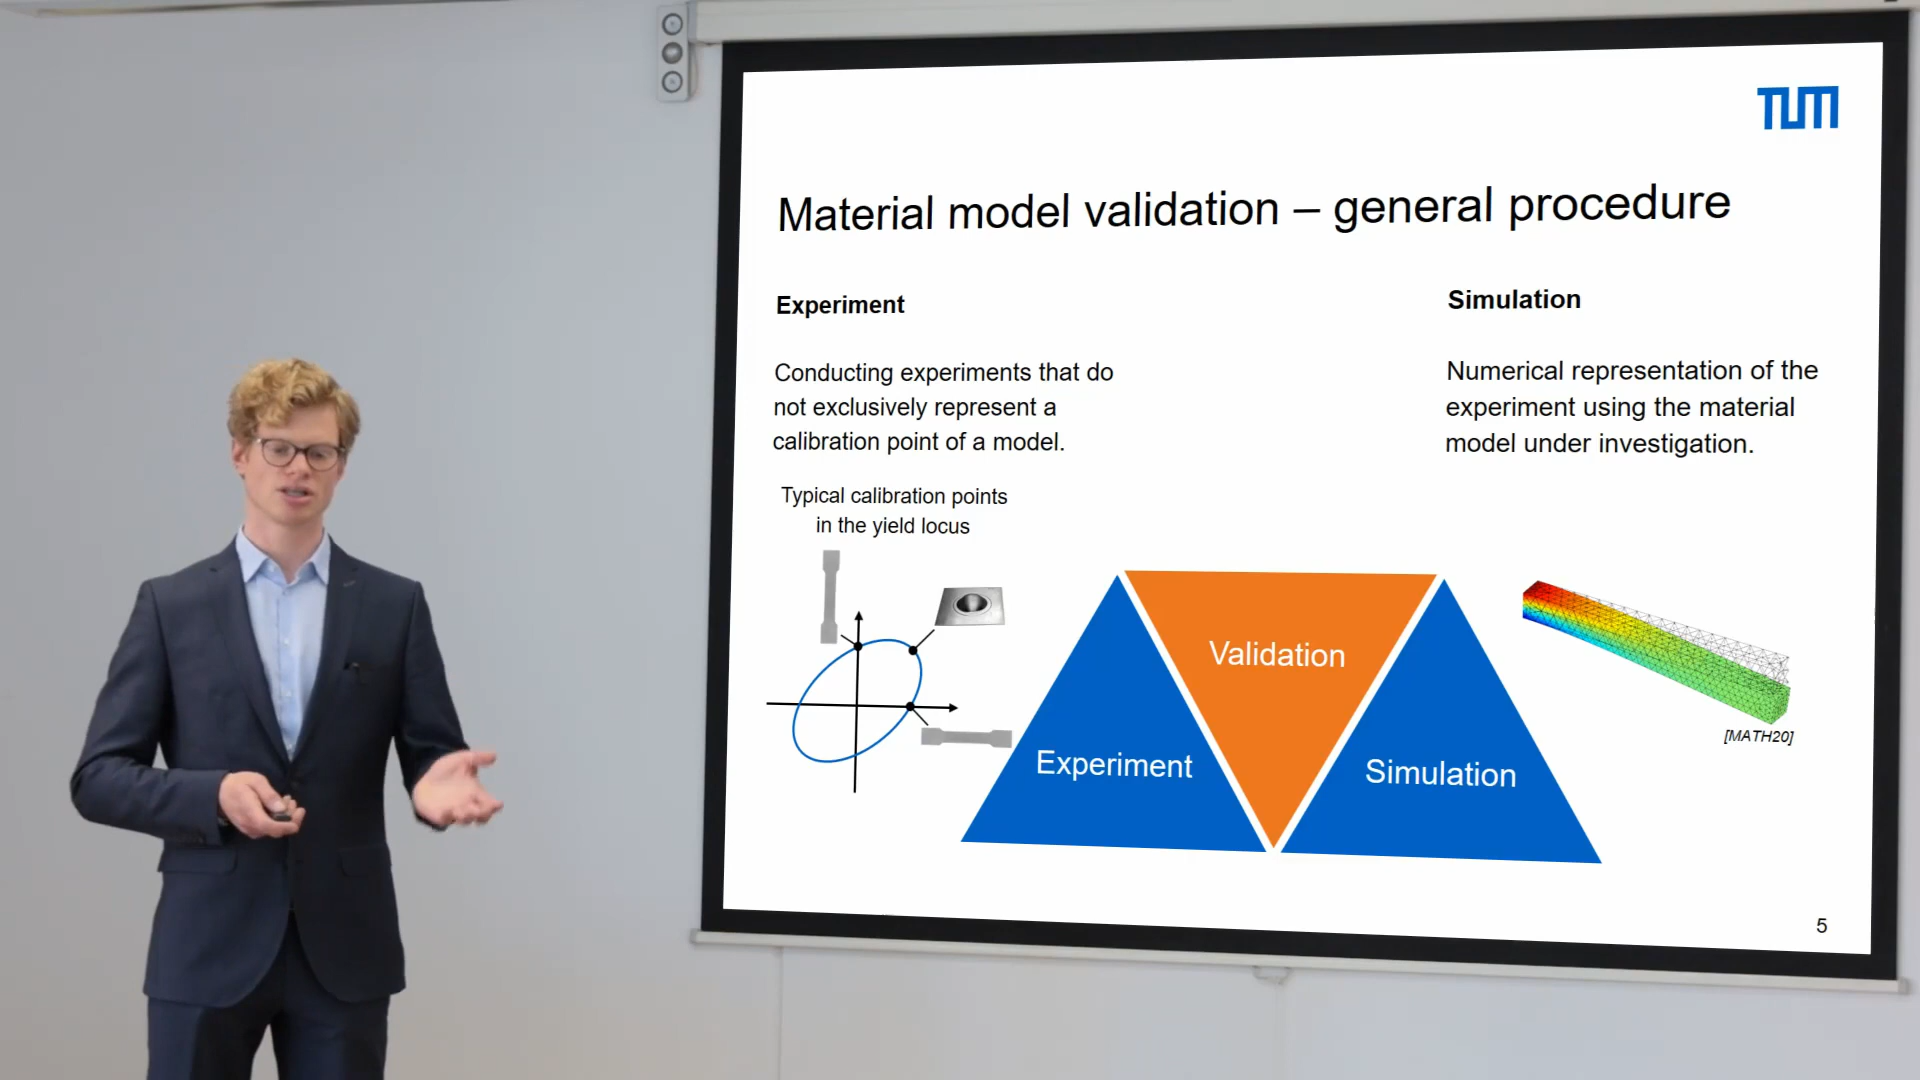 TUM
Material model validation – general procedure
Experiment
Conducting experiments that do
not exclusively represent a
calibration point of a model.
Typical calibration points
in the yield locus
Simulation
Numerical representation of the
experiment using the material
model under investigation.
Validation
Experiment
Simulation
[MATH20]
5